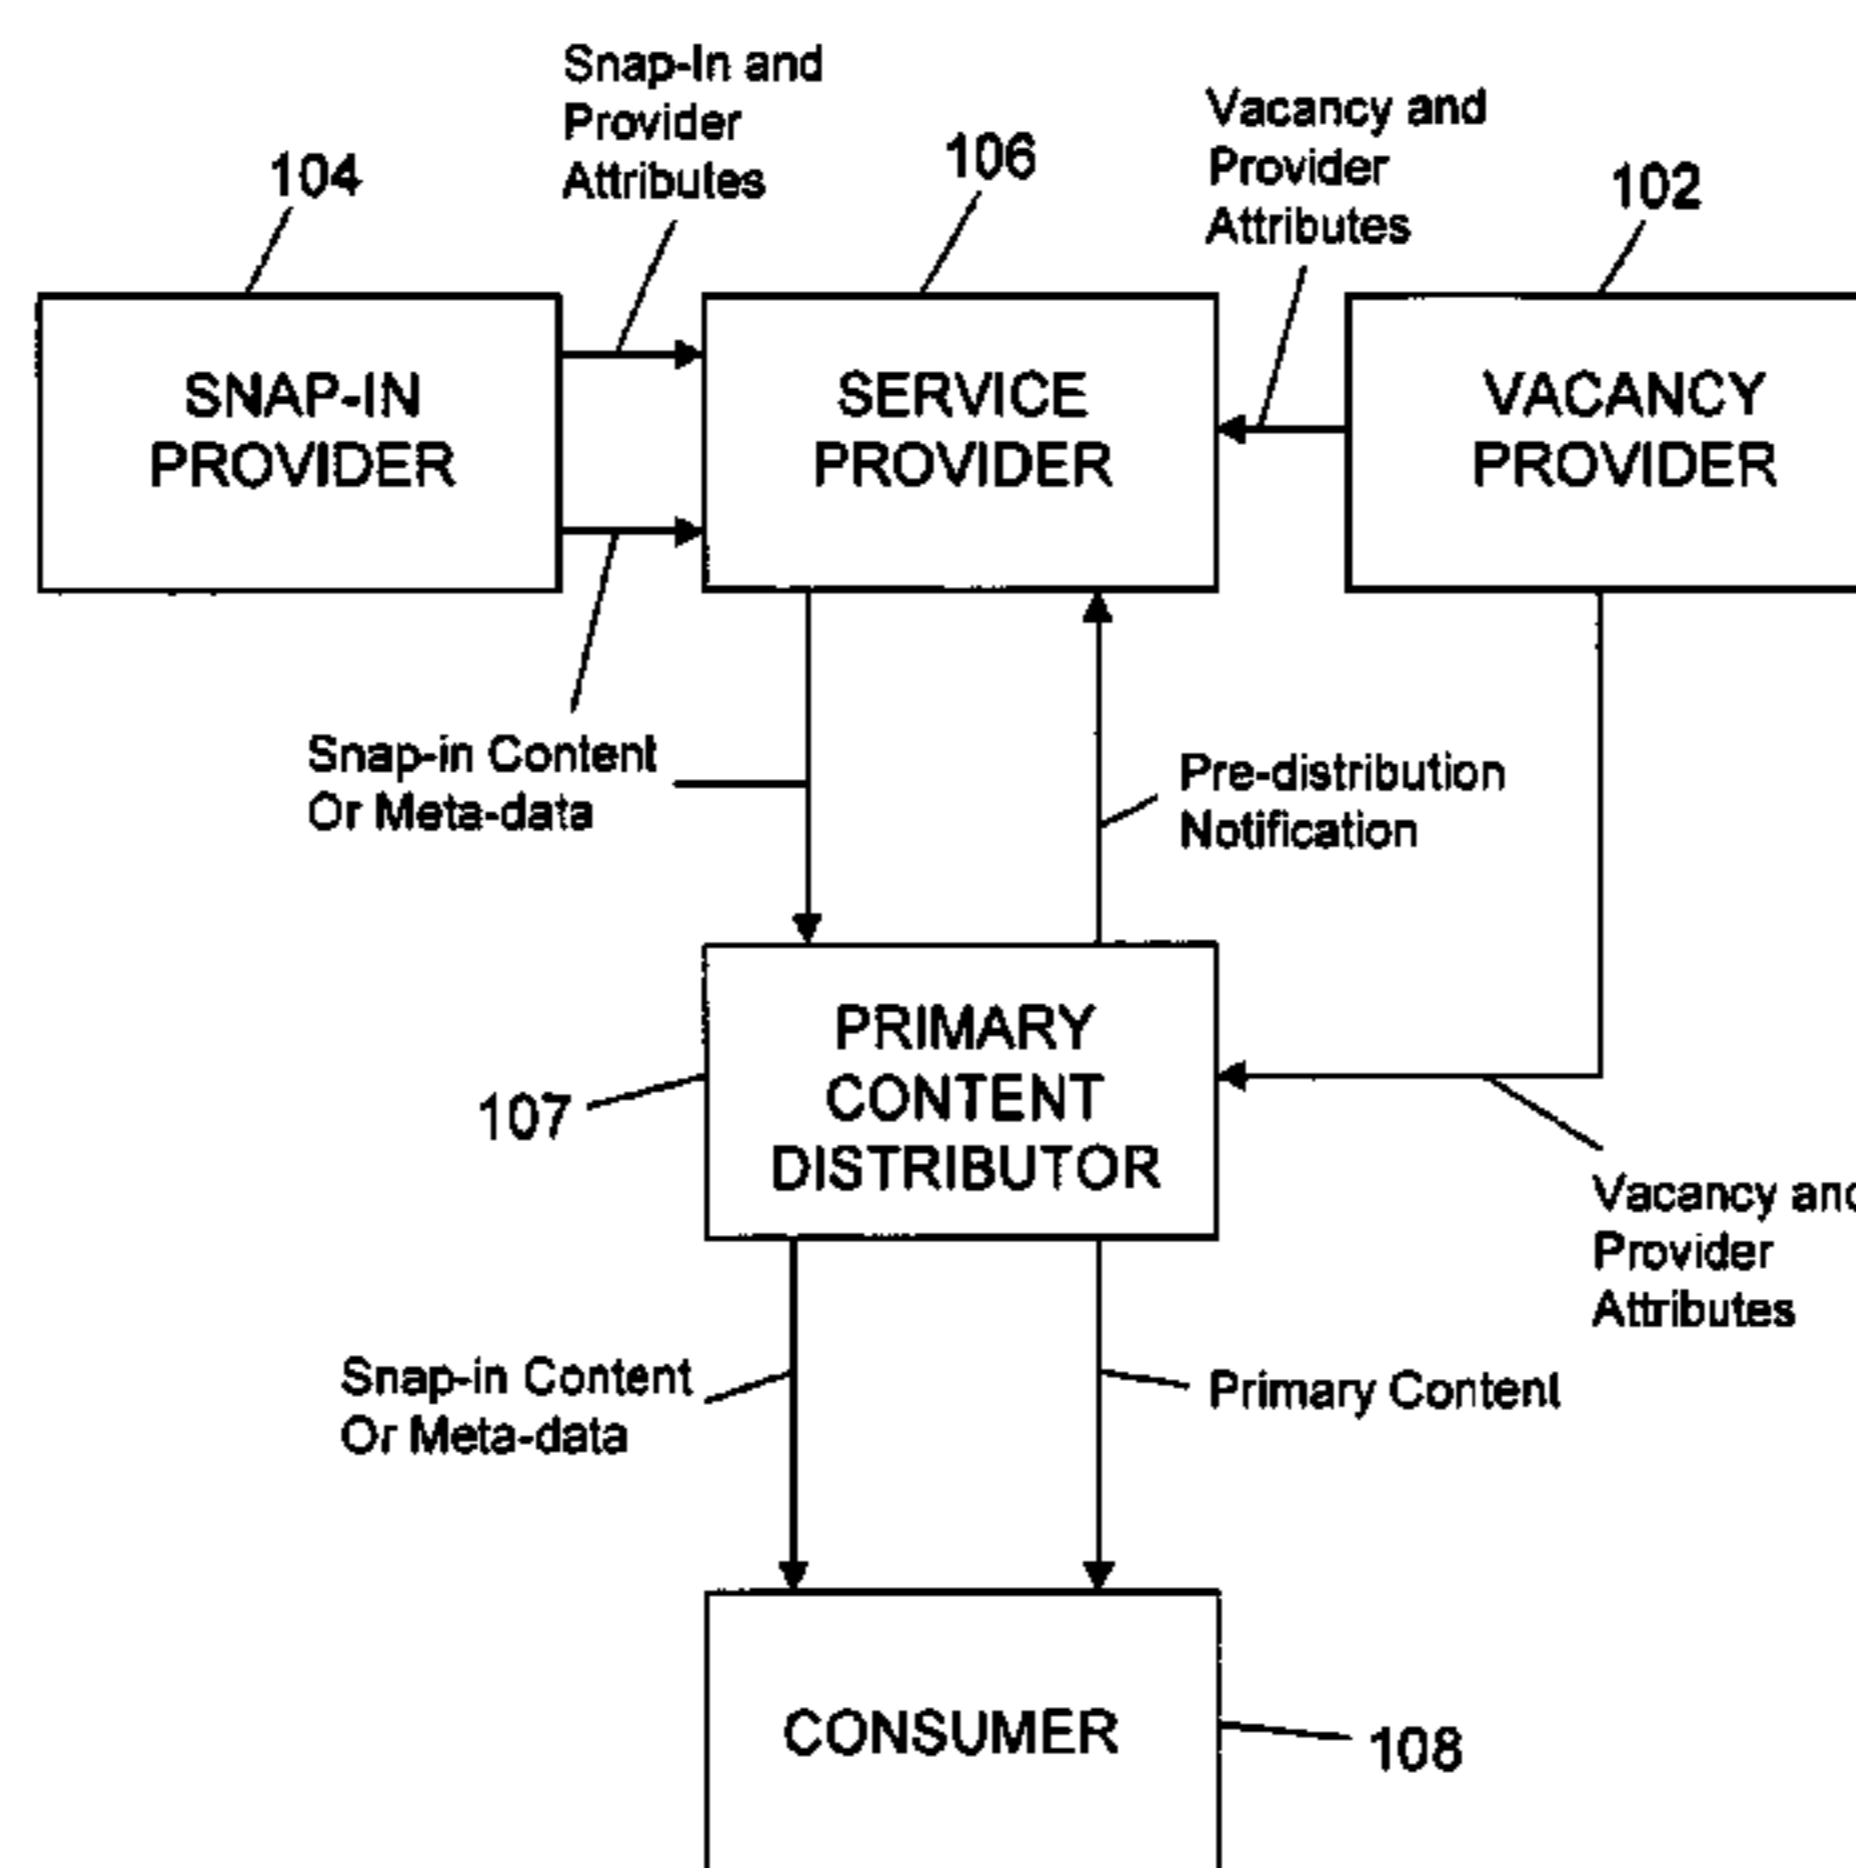 Snap-In and
Provider
Attributes
Vacancy and
Provider
Attributes
104
106
102
SNAP-IN
PROVIDER
SERVICE
PROVIDER
VACANCY
PROVIDER
Snap-in Content
Or Meta-data
Pre-distribution
Notification
PRIMARY
CONTENT
DISTRIBUTOR
107
Vacancy and
Provider
Attributes
Snap-in Content
Or Meta-data
Primary Content
CONSUMER
108